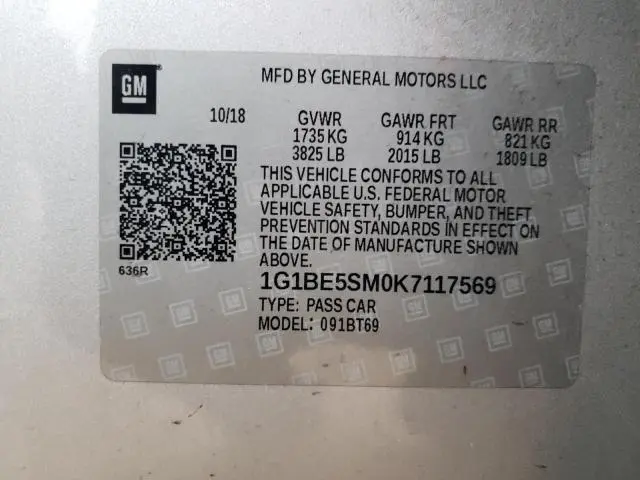 GM
MFD BY GENERAL MOTORS LLC
10/18 GVWR GAWR FRT GAWR RR
1735 KG 914 KG 821 KG
3825 LB 2015 LB 1809 LB
THIS VEHICLE CONFORMS TO ALL
APPLICABLE U.S. FEDERAL MOTOR
VEHICLE SAFETY, BUMPER, AND THEFT
PREVENTION STANDARDS IN EFFECT ON
THE DATE OF MANUFACTURE SHOWN
ABOVE.
636R
1G1BE5SM0K7117569
TYPE: PASS CAR
MODEL: 091BT69